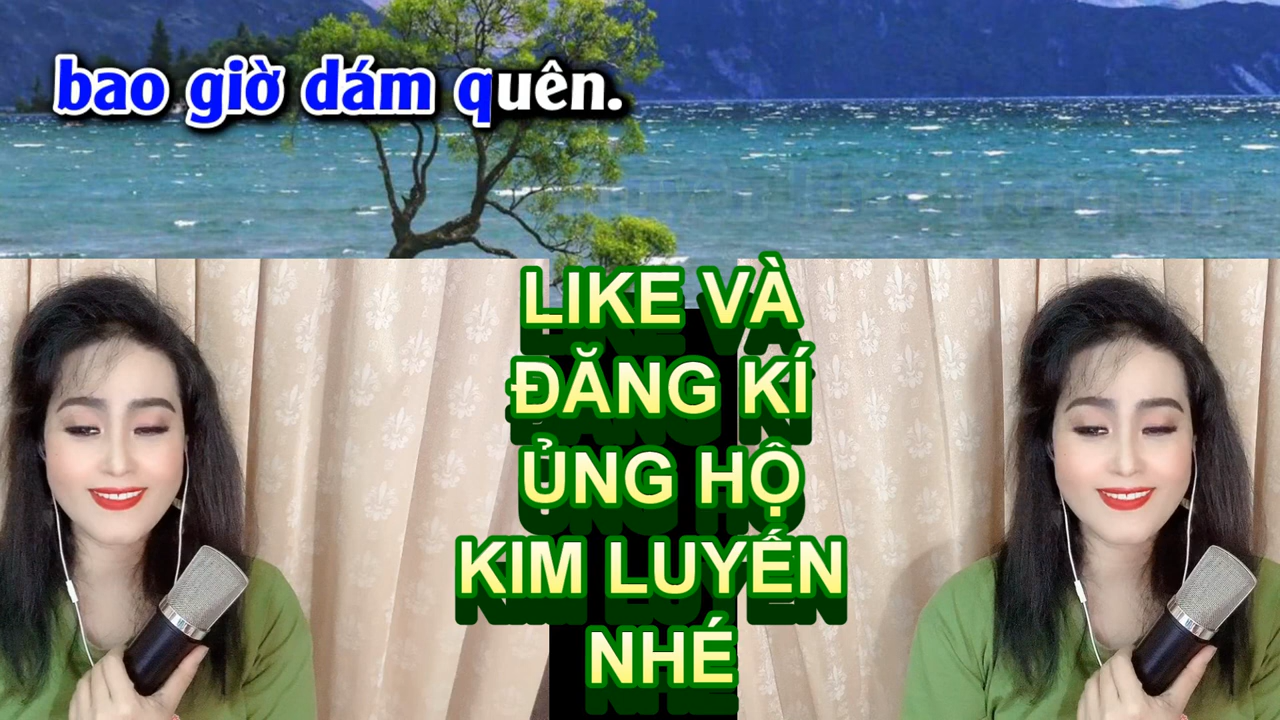 bao giờ dám quên.
LIKE VÀ
ĐĂNG KÍ
ỦNG HỘ
KIM LUYẾN
NHÉ